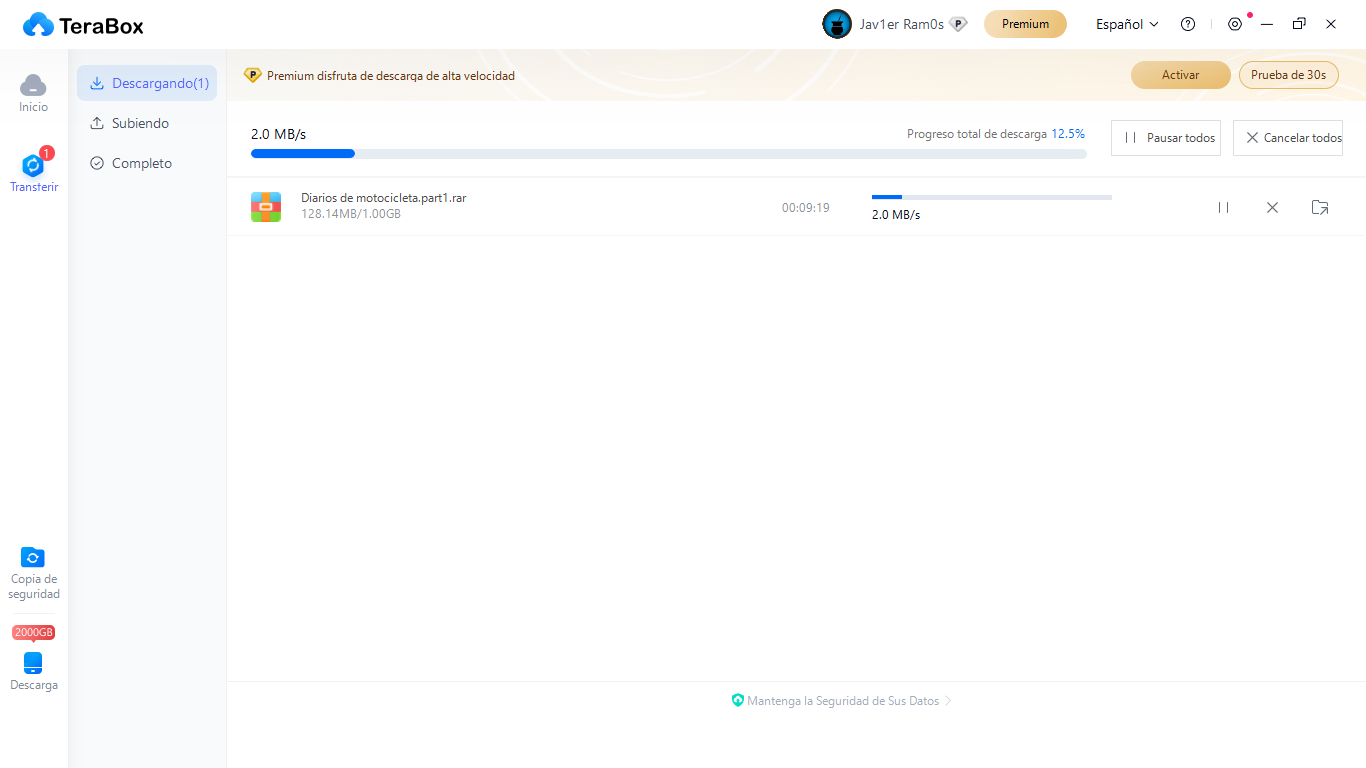 TeraBox
Jav1er Ram0s
P
Premium
Español
Inicio
1
Transferir
Copia de
seguridad
2000GB
Descarga
Descargando(1)
Subiendo
Completo
P
Premium disfruta de descarga de alta velocidad
Activar
Prueba de 30s
2.0 MB/s
Progreso total de descarga 12.5%
Pausar todos
Cancelar todos
Diarios de motocicleta.part1.rar
128.14MB/1.00GB
00:09:19
2.0 MB/s
Mantenga la Seguridad de Sus Datos